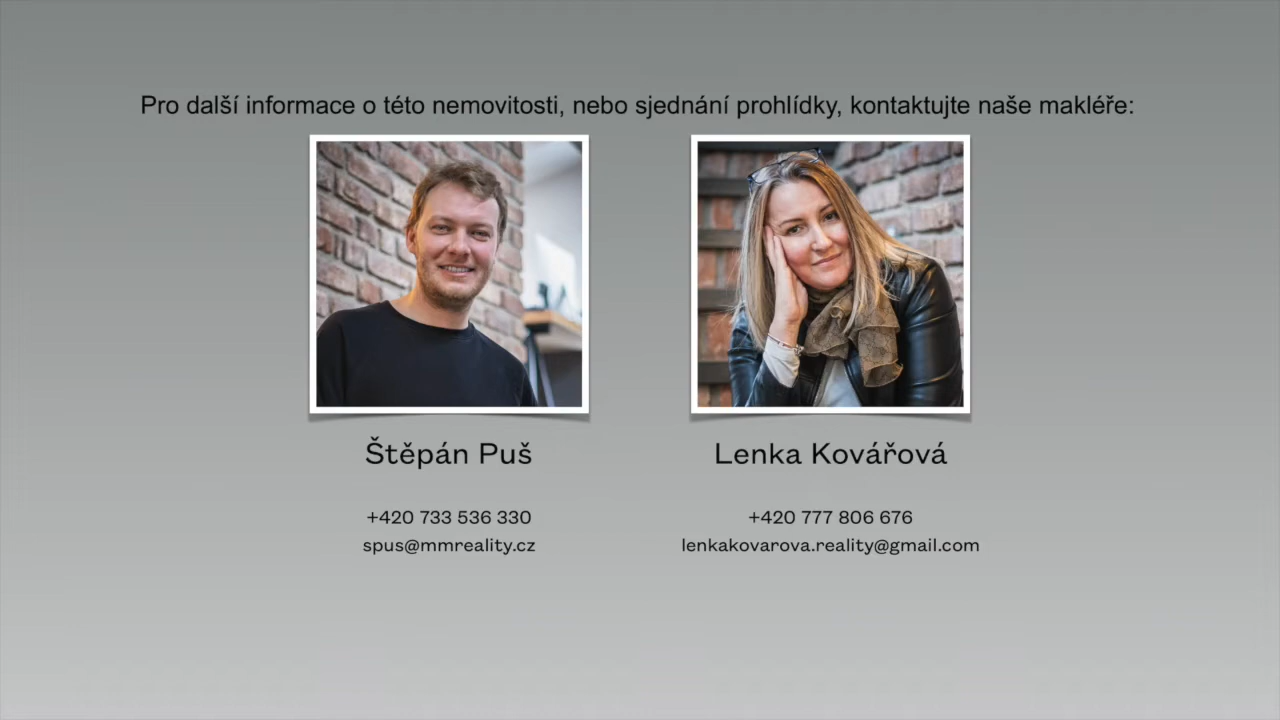 Pro další informace o této nemovitosti, nebo sjednání prohlídky, kontaktujte naše makléře:
Štěpán Puš
+420 733 536 330
spus@mmreality.cz
Lenka Kovářová
+420 777 806 676
lenkakovarova.reality@gmail.com